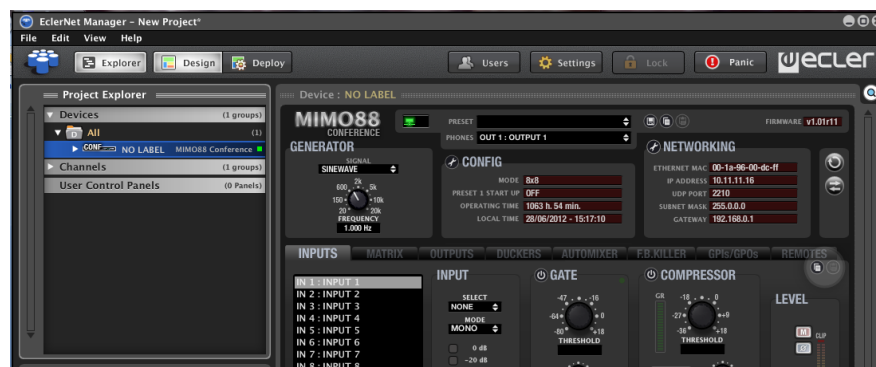 EclerNet Manager - New Project*
File Edit View Help
Explorer Design Deploy Users Settings Lock Panic ecler
Project Explorer
Devices (1 groups)
All (1)
CONF NO LABEL MIMO88 Conference
Channels (1 groups)
User Control Panels (0 Panels)
Device : NO LABEL
MIMO88
CONFERENCE
PRESET
PHONES OUT 1 : OUTPUT 1
FIRMWARE v1.01r11
GENERATOR
SIGNAL
SINEWAVE
600 2k 5k
150 10k
20 20k
FREQUENCY
1.000 Hz
CONFIG
MODE 8x8
PRESET 1 START UP OFF
OPERATING TIME 1063 h. 54 min.
LOCAL TIME 28/06/2012 - 15:17:10
NETWORKING
ETHERNET MAC 00-1a-96-00-dc-ff
IP ADDRESS 10.11.11.16
UDP PORT 2210
SUBNET MASK 255.0.0.0
GATEWAY 192.168.0.1
INPUTS MATRIX OUTPUTS DUCKERS AUTOMIXER F.B.KILLER GPIs/GPOs REMOTES
IN 1 : INPUT 1
IN 2 : INPUT 2
IN 3 : INPUT 3
IN 4 : INPUT 4
IN 5 : INPUT 5
IN 6 : INPUT 6
IN 7 : INPUT 7
IN 8 : INPUT 8
INPUT
SELECT
NONE
MODE
MONO
0 dB
-20 dB
GATE
-47 -16
-64 0
-80 +18
THRESHOLD
COMPRESSOR
GR -18 0
-27 +9
-36 +18
THRESHOLD
LEVEL
M CLIP